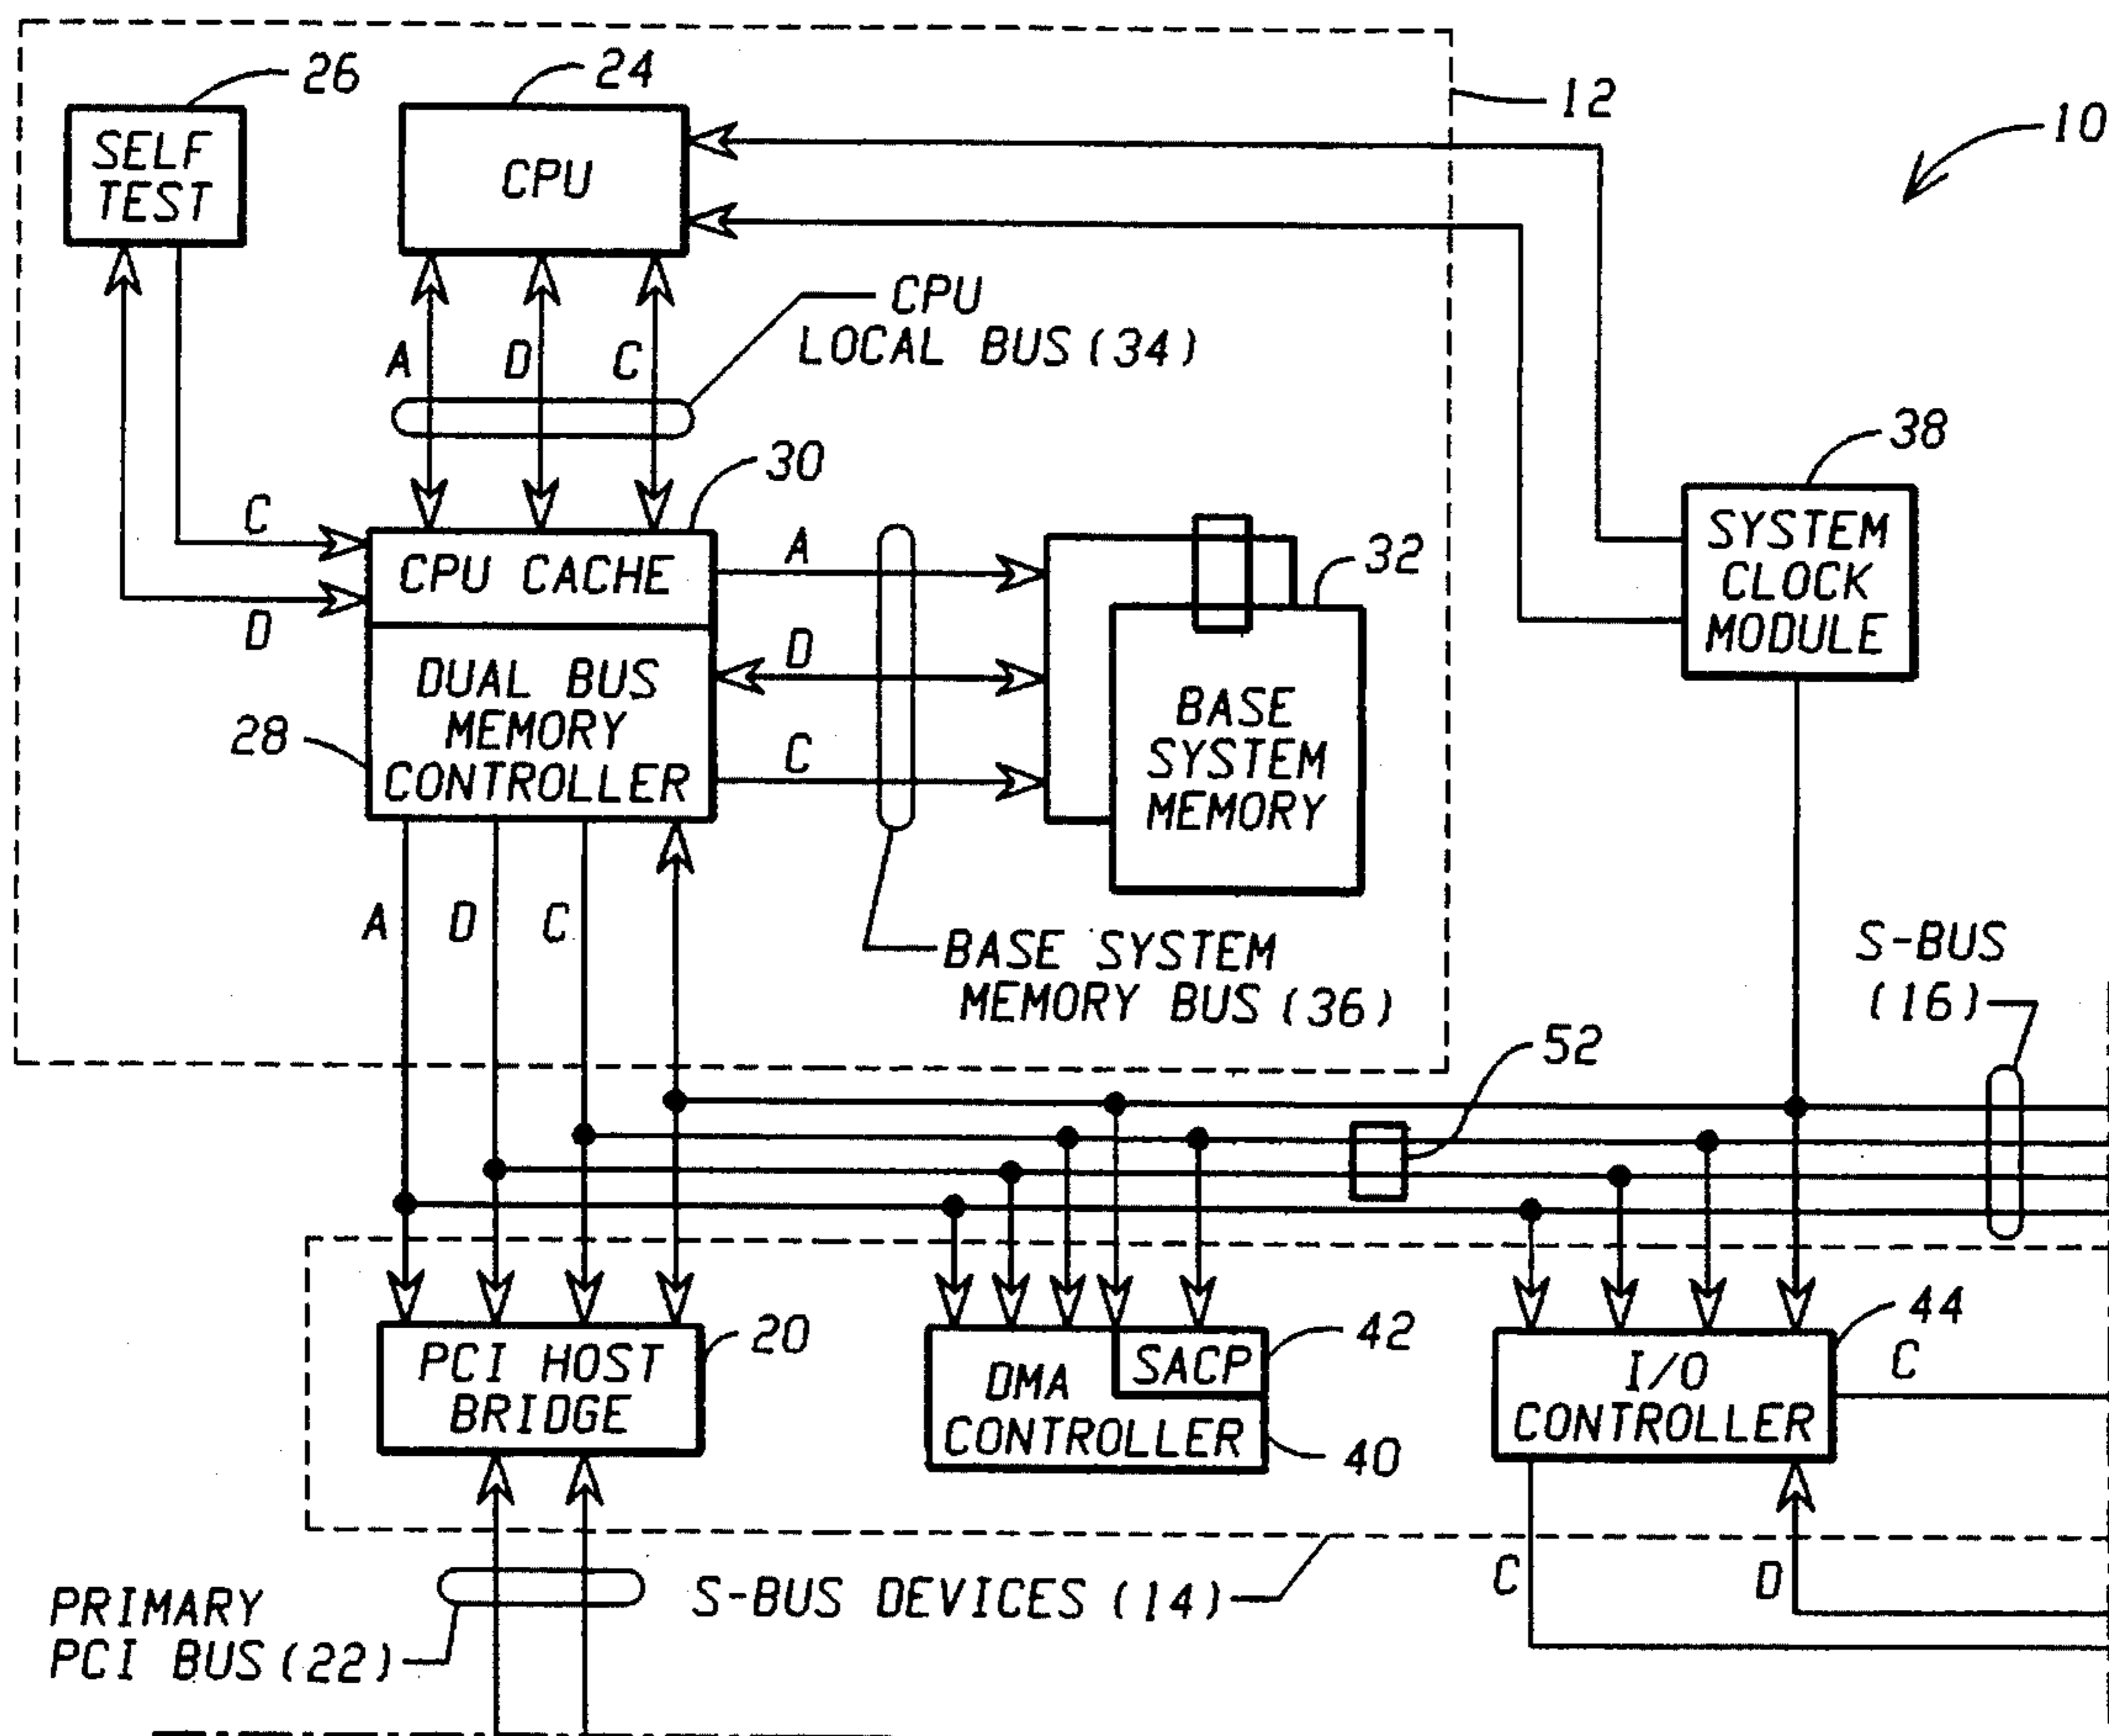 26
24
12
10
SELF
TEST
CPU
CPU
LOCAL BUS (34)
A
D
C
30
38
C
D
CPU CACHE
A
D
C
32
SYSTEM
CLOCK
MODULE
28
DUAL BUS
MEMORY
CONTROLLER
BASE
SYSTEM
MEMORY
A
D
C
BASE SYSTEM
MEMORY BUS (36)
S-BUS
(16)
52
20
42
44
PCI HOST
BRIDGE
SACP
DMA
CONTROLLER
40
I/O
CONTROLLER
C
C
D
S-BUS DEVICES (14)
PRIMARY
PCI BUS (22)